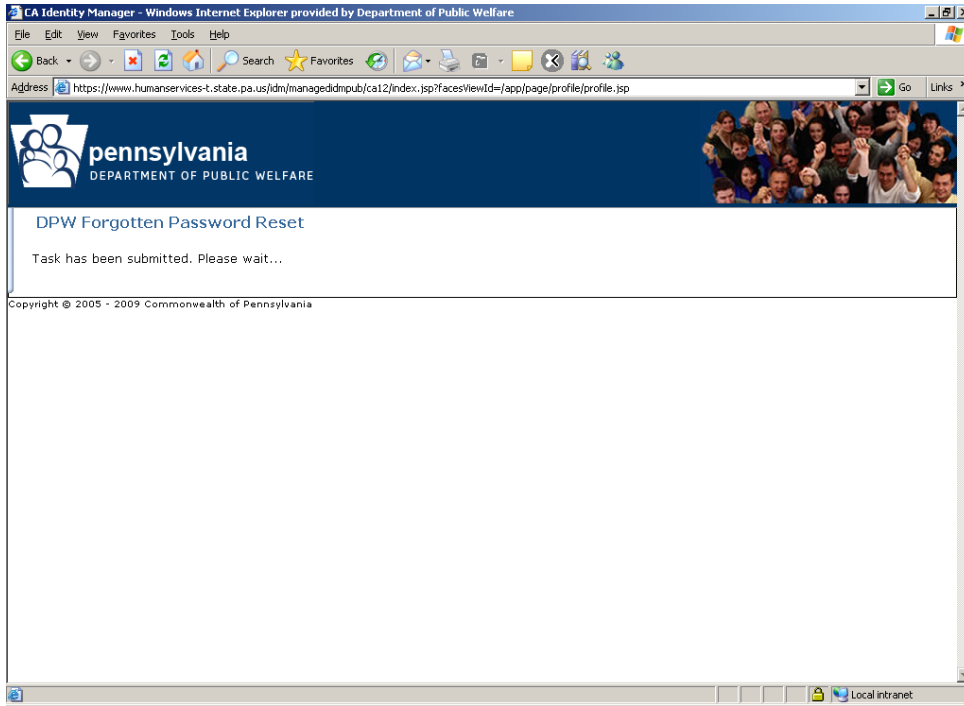 CA Identity Manager - Windows Internet Explorer provided by Department of Public Welfare
File Edit View Favorites Tools Help
Back Search Favorites
Address https://www.humanservices-t.state.pa.us/idm/managedidmpub/ca12/index.jsp?facesViewId=/app/page/profile/profile.jsp Go Links
pennsylvania
DEPARTMENT OF PUBLIC WELFARE
DPW Forgotten Password Reset
Task has been submitted. Please wait...
Copyright © 2005 - 2009 Commonwealth of Pennsylvania
Local intranet